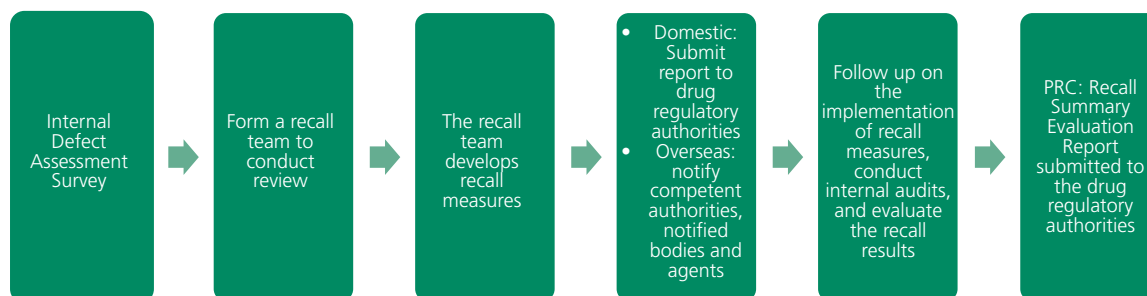 Internal
Defect
Assessment
Survey
Form a recall
team to
conduct
review
The recall
team
develops
recall
measures
• Domestic:
Submit
report to
drug
regulatory
authorities
• Overseas:
notify
competent
authorities,
notified
bodies and
agents
Follow up on
the
implementation
of recall
measures,
conduct
internal audits,
and evaluate
the recall
results
PRC: Recall
Summary
Evaluation
Report
submitted to
the drug
regulatory
authorities